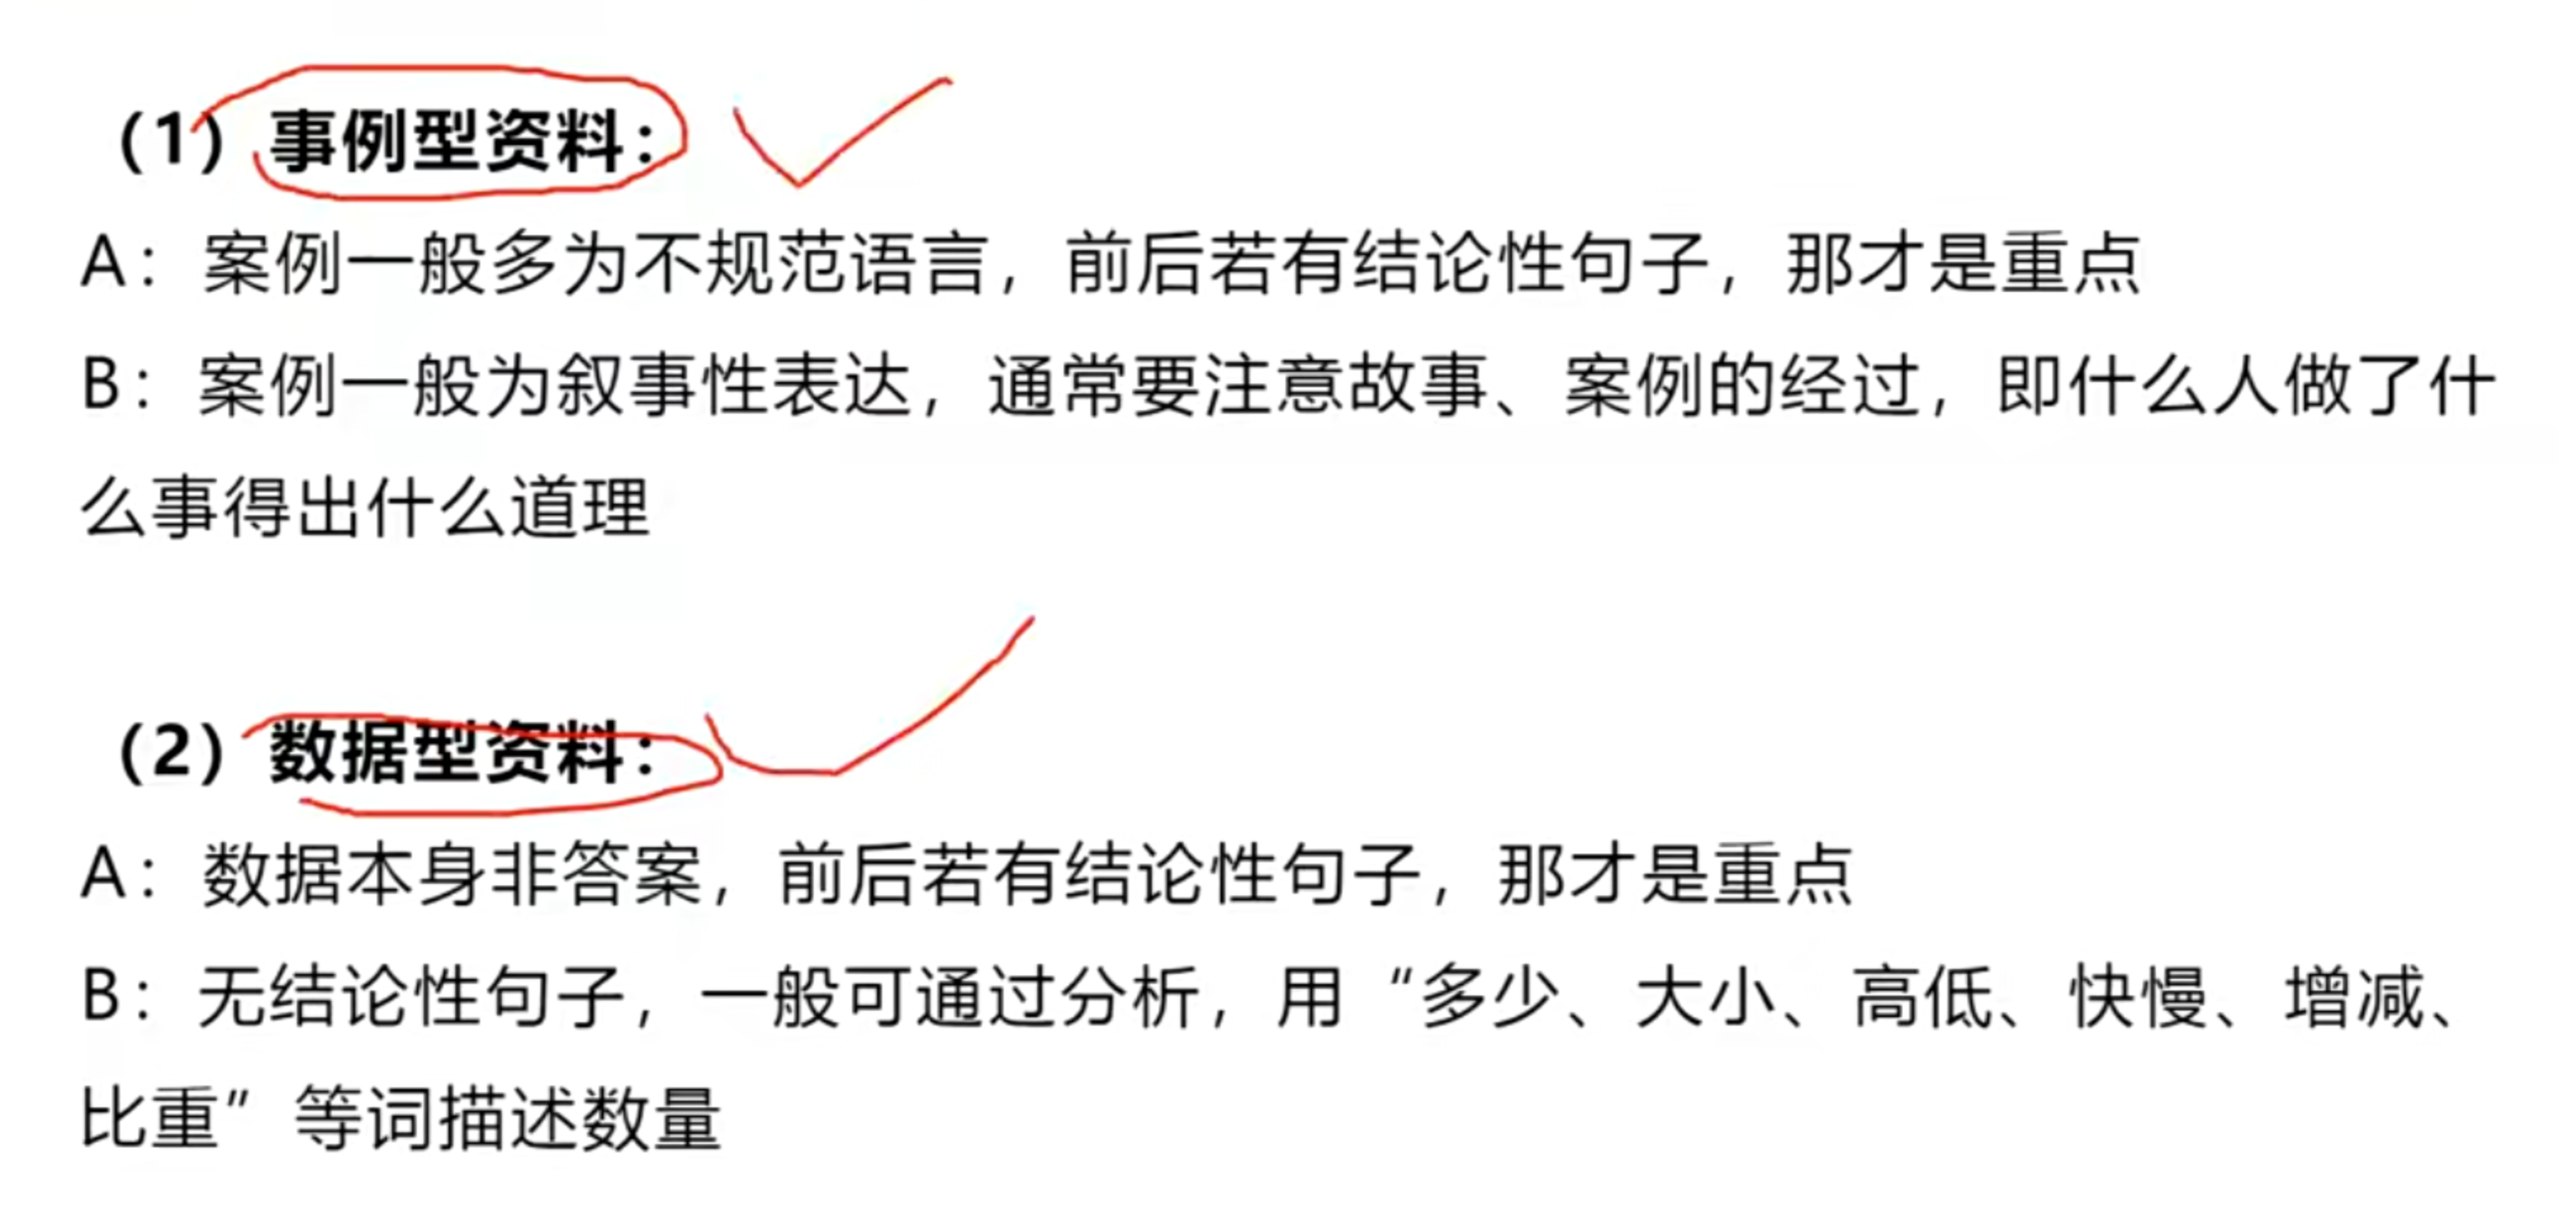 （1）事例型资料：
A：案例一般多为不规范语言，前后若有结论性句子，那才是重点
B：案例一般为叙事性表达，通常要注意故事、案例的经过，即什么人做了什
么事得出什么道理
（2）数据型资料：
A：数据本身非答案，前后若有结论性句子，那才是重点
B：无结论性句子，一般可通过分析，用“多少、大小、高低、快慢、增减、
比重”等词描述数量